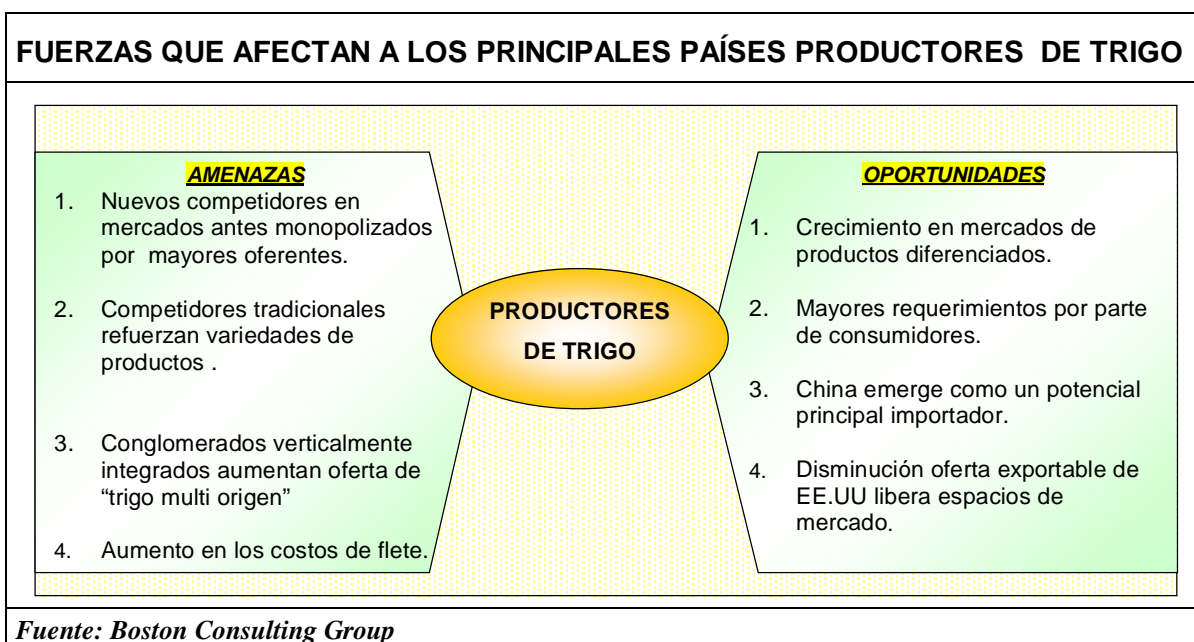 FUERZAS QUE AFECTAN A LOS PRINCIPALES PAÍSES PRODUCTORES DE TRIGO
AMENAZAS
1. Nuevos competidores en
mercados antes monopolizados
por mayores oferentes.
2. Competidores tradicionales
refuerzan variedades de
productos .
3. Conglomerados verticalmente
integrados aumentan oferta de
“trigo multi origen”
4. Aumento en los costos de flete.
PRODUCTORES
DE TRIGO
OPORTUNIDADES
1. Crecimiento en mercados de
productos diferenciados.
2. Mayores requerimientos por parte
de consumidores.
3. China emerge como un potencial
principal importador.
4. Disminución oferta exportable de
EE.UU libera espacios de
mercado.
Fuente: Boston Consulting Group